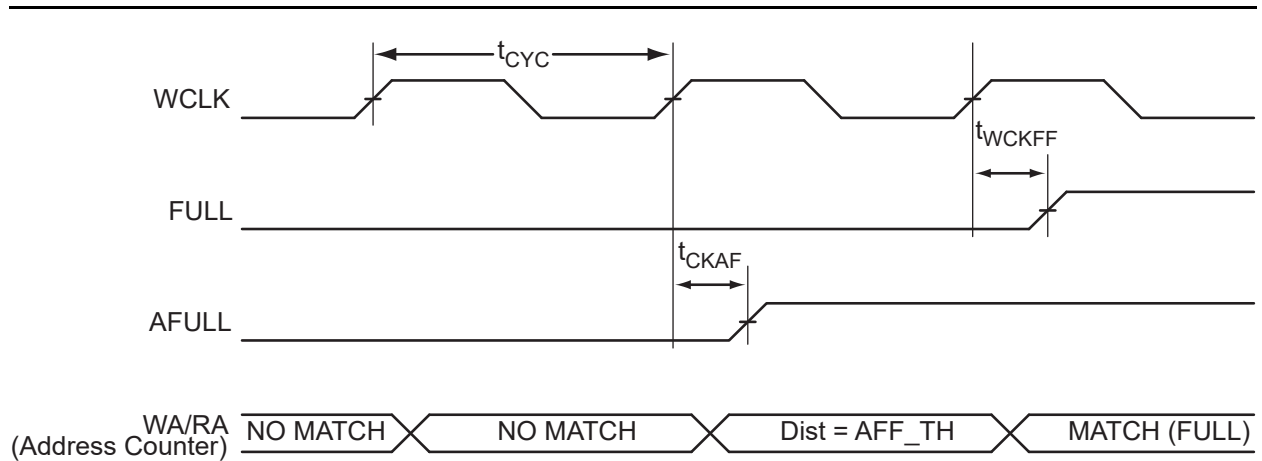 tCYC
WCLK
tWCKFF
FULL
tCKAF
AFULL
WA/RA
(Address Counter)
NO MATCH
NO MATCH
Dist = AFF_TH
MATCH (FULL)